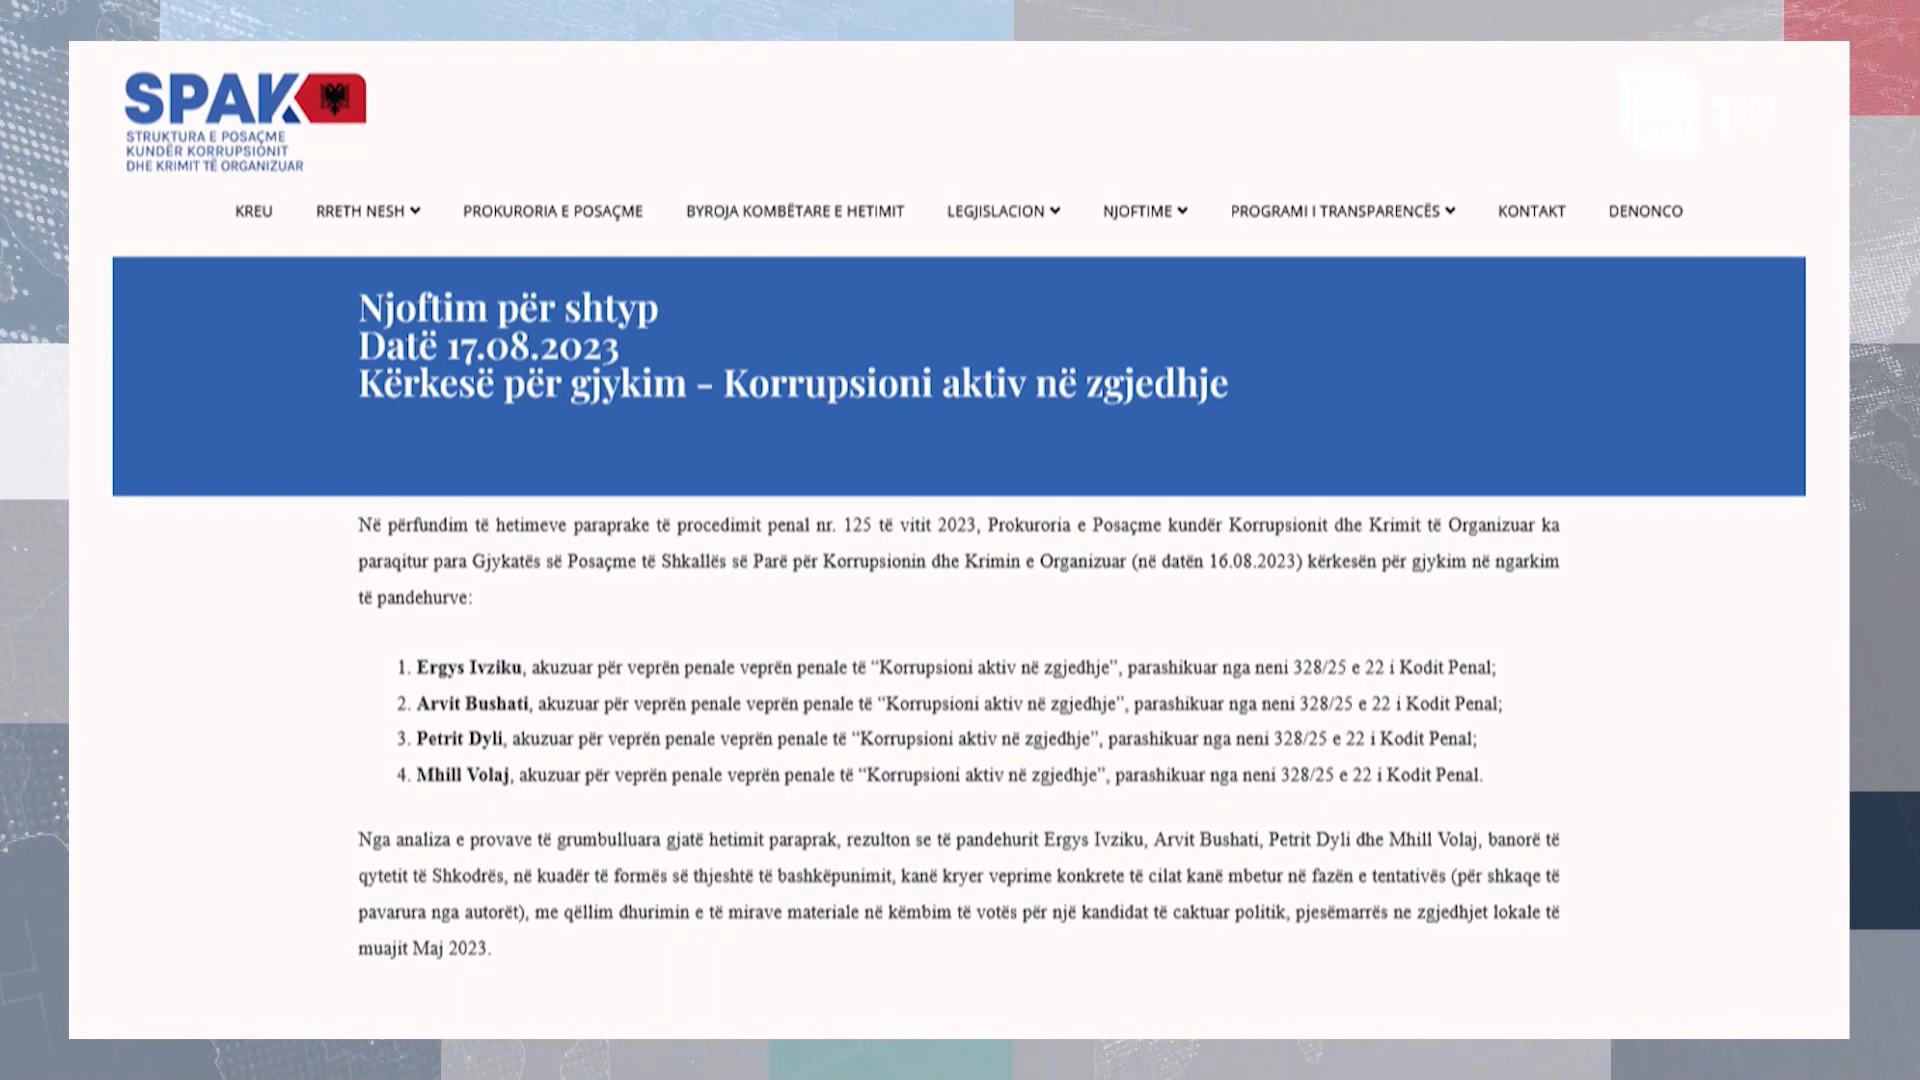 SPAK
STRUKTURA E POSAÇME
KUNDËR KORRUPSIONIT
DHE KRIMIT TË ORGANIZUAR
KREU RRETH NESH PROKURORIA E POSAÇME BYROJA KOMBËTARE E HETIMIT LEGJISLACION NJOFTIME PROGRAMI I TRANSPARENCËS KONTAKT DENONCO
Njoftim për shtyp
Datë 17.08.2023
Kërkesë për gjykim - Korrupsioni aktiv në zgjedhje
Në përfundim të hetimeve paraprake të procedimit penal nr. 125 të vitit 2023, Prokuroria e Posaçme kundër Korrupsionit dhe Krimit të Organizuar ka
paraqitur para Gjykatës së Posaçme të Shkallës së Parë për Korrupsionin dhe Krimin e Organizuar (në datën 16.08.2023) kërkesën për gjykim në ngarkim
të pandehurve:
1. Ergys Ivziku, akuzuar për veprën penale veprën penale të “Korrupsioni aktiv në zgjedhje”, parashikuar nga neni 328/25 e 22 i Kodit Penal;
2. Arvit Bushati, akuzuar për veprën penale veprën penale të “Korrupsioni aktiv në zgjedhje”, parashikuar nga neni 328/25 e 22 i Kodit Penal;
3. Petrit Dyli, akuzuar për veprën penale veprën penale të “Korrupsioni aktiv në zgjedhje”, parashikuar nga neni 328/25 e 22 i Kodit Penal;
4. Mhill Volaj, akuzuar për veprën penale veprën penale të “Korrupsioni aktiv në zgjedhje”, parashikuar nga neni 328/25 e 22 i Kodit Penal.
Nga analiza e provave të grumbulluara gjatë hetimit paraprak, rezulton se të pandehurit Ergys Ivziku, Arvit Bushati, Petrit Dyli dhe Mhill Volaj, banorë të
qytetit të Shkodrës, në kuadër të formës së thjeshtë të bashkëpunimit, kanë kryer veprime konkrete të cilat kanë mbetur në fazën e tentativës (për shkaqe të
pavarura nga autorët), me qëllim dhurimin e të mirave materiale në këmbim të votës për një kandidat të caktuar politik, pjesëmarrës ne zgjedhjet lokale të
muajit Maj 2023.